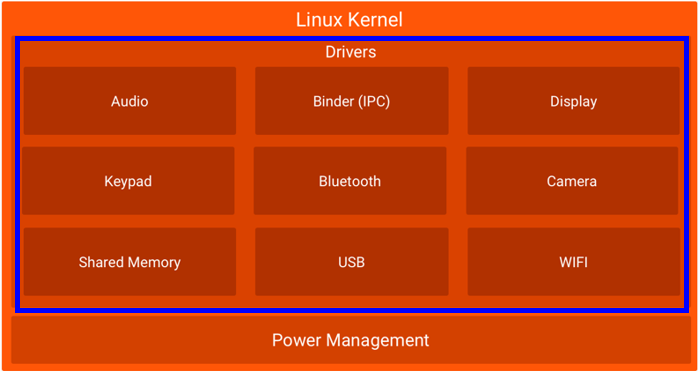 Linux Kernel
Drivers
Audio
Binder (IPC)
Display
Keypad
Bluetooth
Camera
Shared Memory
USB
WIFI
Power Management